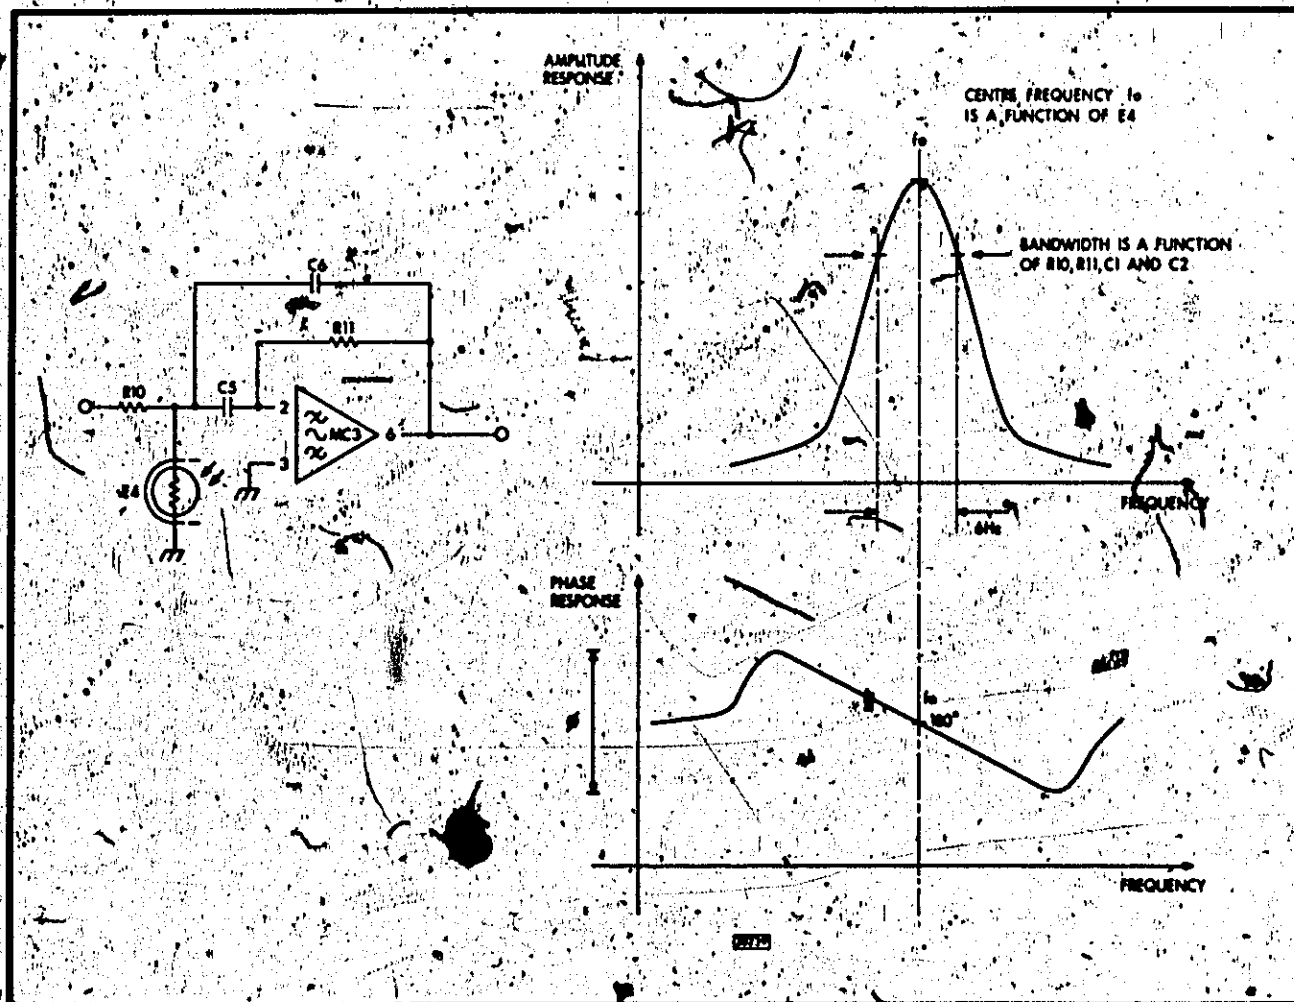 AMPLITUDE
RESPONSE
CENTRE FREQUENCY fo
IS A FUNCTION OF E4
fo
BANDWIDTH IS A FUNCTION
OF R10, R11, C1 AND C2
C6
R11
R10
C5
2
MC3
6
3
E4
FREQUENCY
6Hz
PHASE
RESPONSE
ø
fo
180°
FREQUENCY